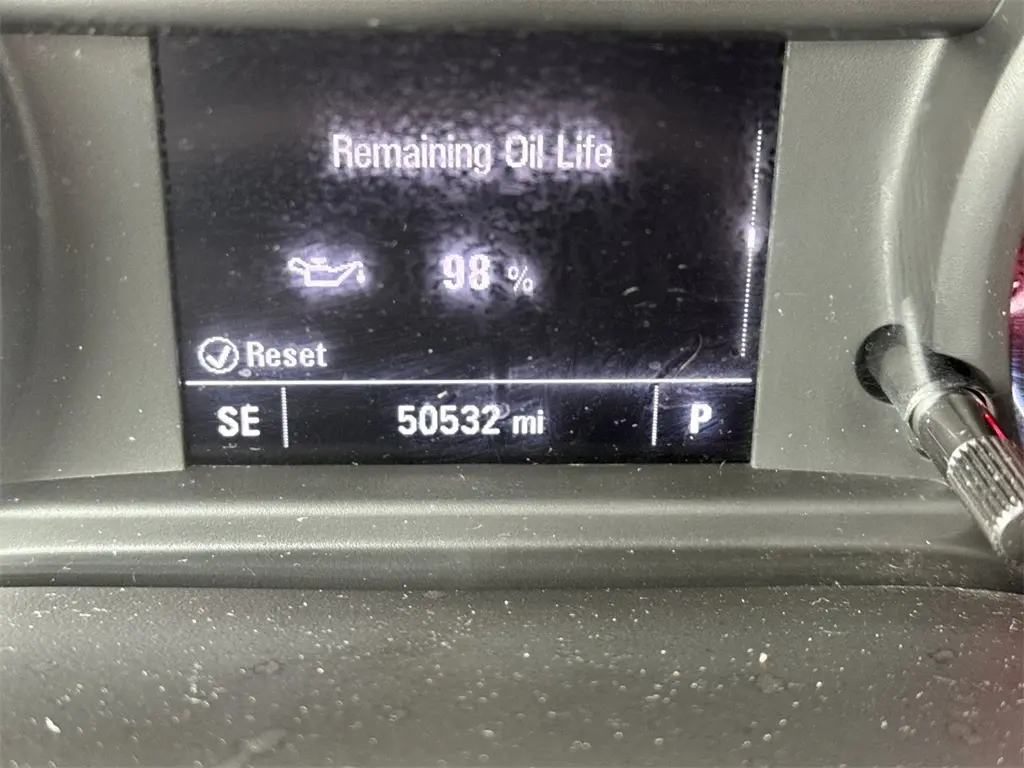 Remaining Oil Life
98 %
Reset
SE 50532 mi P